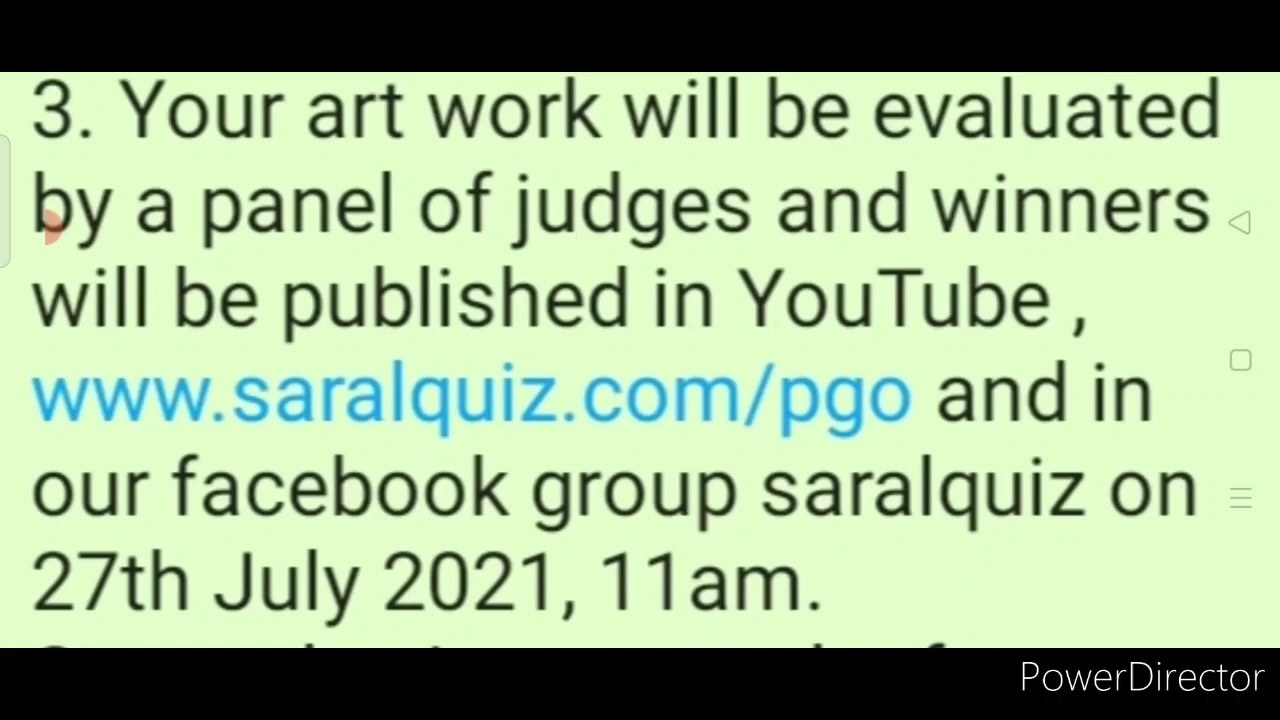 3. Your art work will be evaluated
by a panel of judges and winners
will be published in YouTube ,
www.saralquiz.com/pgo and in
our facebook group saralquiz on
27th July 2021, 11am.
PowerDirector